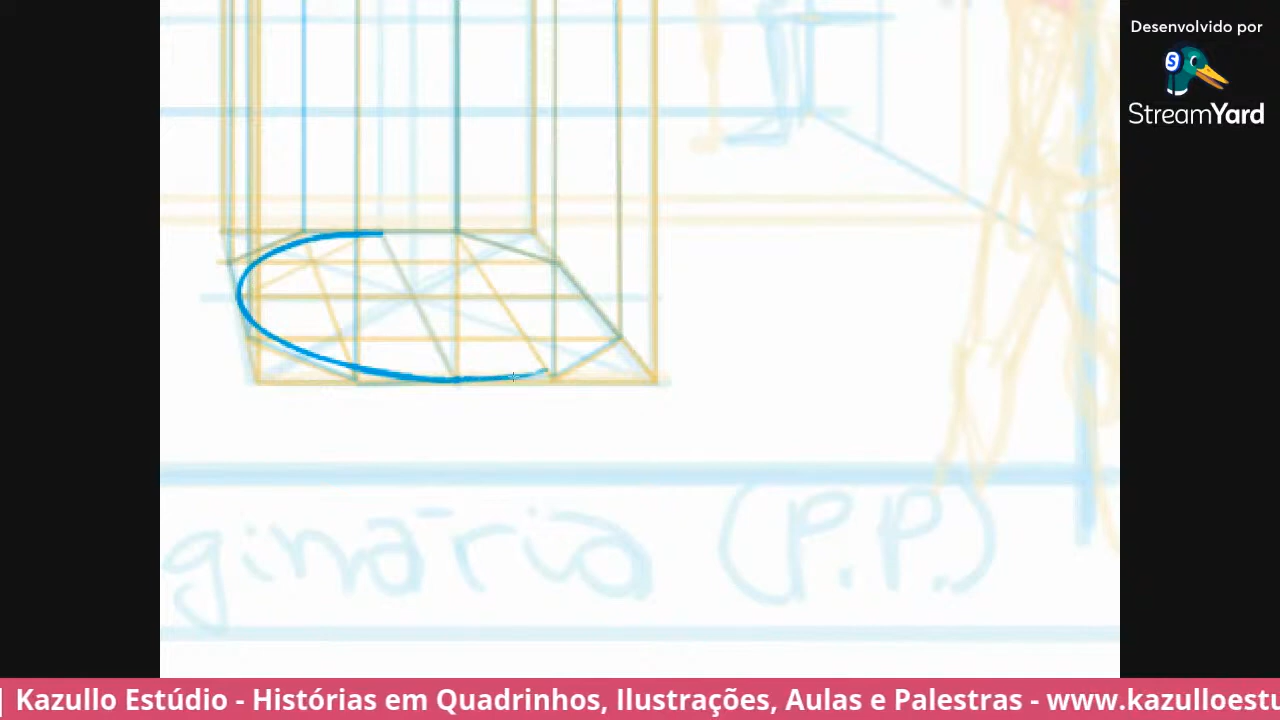 Desenvolvido por
StreamYard
ginária (P.P.)
| Kazullo Estúdio - Histórias em Quadrinhos, Ilustrações, Aulas e Palestras - www.kazulloestu